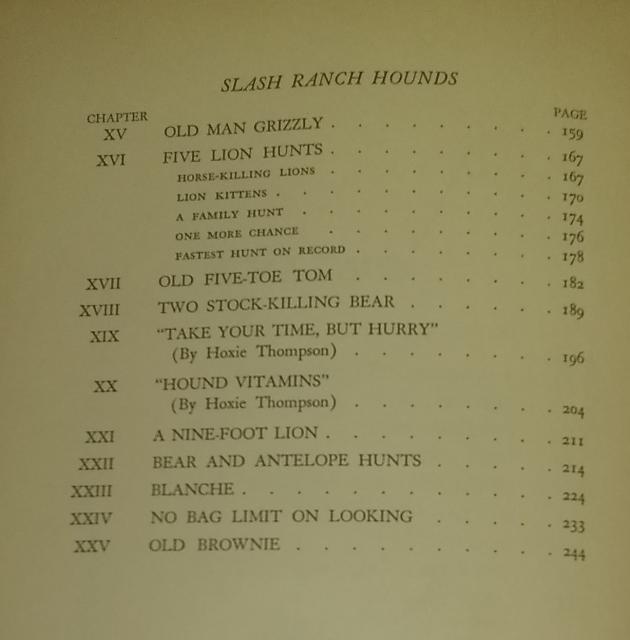 SLASH RANCH HOUNDS
CHAPTER PAGE
XV OLD MAN GRIZZLY . . . . . . . . . 159
XVI FIVE LION HUNTS . . . . . . . . . 167
HORSE-KILLING LIONS . . . . . . . . . 167
LION KITTENS . . . . . . . . . . 170
A FAMILY HUNT . . . . . . . . . 174
ONE MORE CHANCE . . . . . . . . . 176
FASTEST HUNT ON RECORD . . . . . . . . 178
XVII OLD FIVE-TOE TOM . . . . . . . . 182
XVIII TWO STOCK-KILLING BEAR . . . . . . 189
XIX "TAKE YOUR TIME, BUT HURRY"
(By Hoxie Thompson) . . . . . . . . 196
XX "HOUND VITAMINS"
(By Hoxie Thompson) . . . . . . . . 204
XXI A NINE-FOOT LION . . . . . . . . . 211
XXII BEAR AND ANTELOPE HUNTS . . . . . 214
XXIII BLANCHE . . . . . . . . . . . . 224
XXIV NO BAG LIMIT ON LOOKING . . . . . 233
XXV OLD BROWNIE . . . . . . . . . . 244